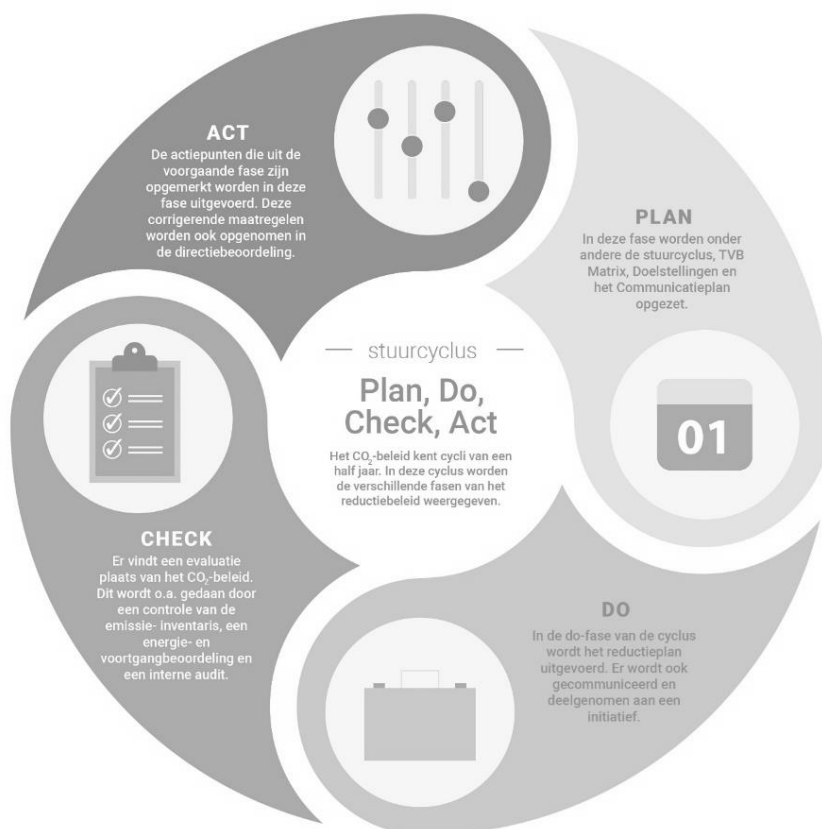 ACT
De actiepunten die uit de
voorgaande fase zijn
opgemerkt worden in deze
fase uitgevoerd. Deze
corrigerende maatregelen
worden ook opgenomen in
de directiebeoordeling.
PLAN
In deze fase worden onder
andere de stuurcyclus, TVB
Matrix, Doelstellingen en
het Communicatieplan
opgezet.
01
stuurcyclus
Plan, Do,
Check, Act
Het CO₂-beleid kent cycli van een
half jaar. In deze cyclus worden
de verschillende fasen van het
reductiebeleid weergegeven.
CHECK
Er vindt een evaluatie
plaats van het CO₂-beleid.
Dit wordt o.a. gedaan door
een controle van de
emissie- inventaris, een
energie- en
voortgangbeoordeling en
een interne audit.
DO
In de do-fase van de cyclus
wordt het reductieplan
uitgevoerd. Er wordt ook
gecommuniceerd en
deelgenomen aan een
initiatief.